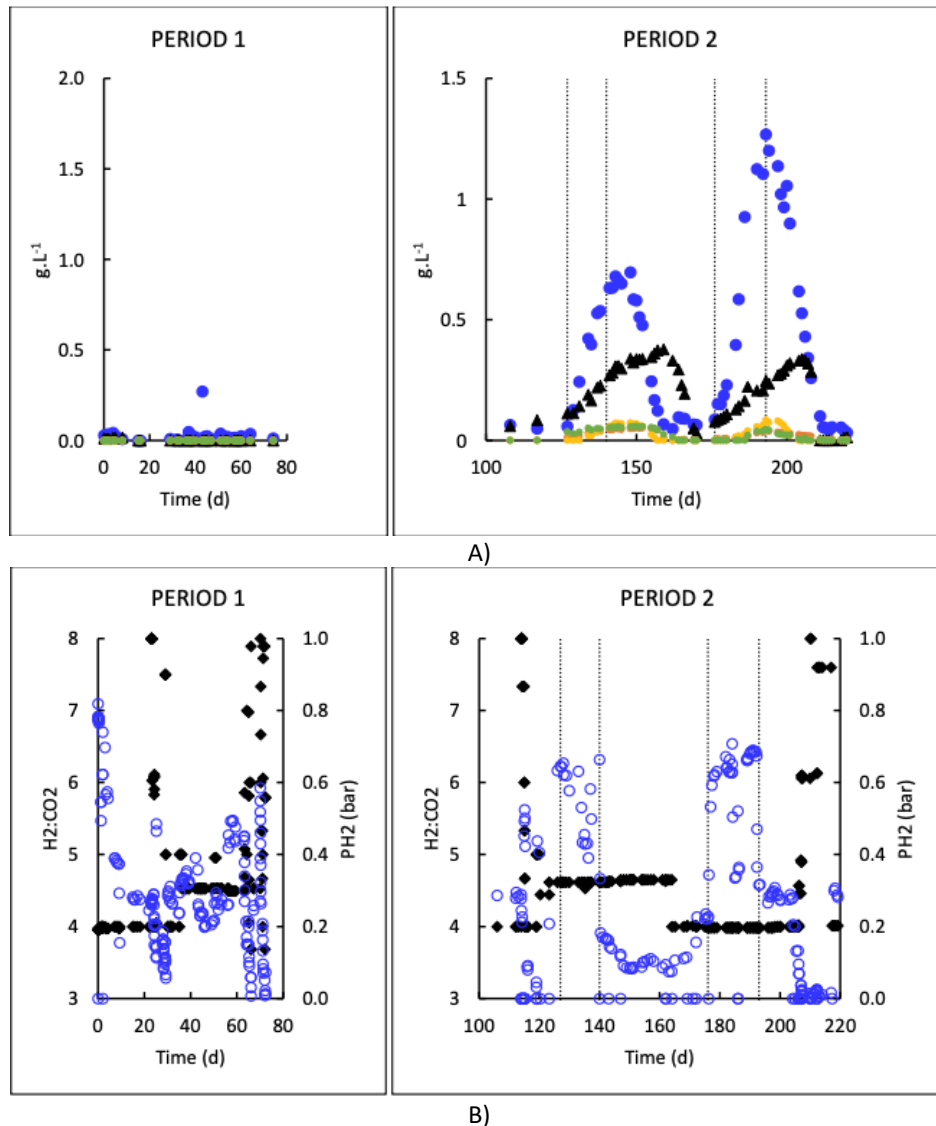 PERIOD 1
PERIOD 2
2.0
1.5
1.0
0.5
0.0
g.L⁻¹
0 20 40 60 80
Time (d)
1.5
1
0.5
0
g.L⁻¹
100 150 200
Time (d)
A)
PERIOD 1
PERIOD 2
8
7
6
5
4
3
H2:CO2
1.0
0.8
0.6
0.4
0.2
0.0
PH2 (bar)
0 20 40 60 80
Time (d)
8
7
6
5
4
3
H2:CO2
1.0
0.8
0.6
0.4
0.2
0.0
PH2 (bar)
100 120 140 160 180 200 220
Time (d)
B)